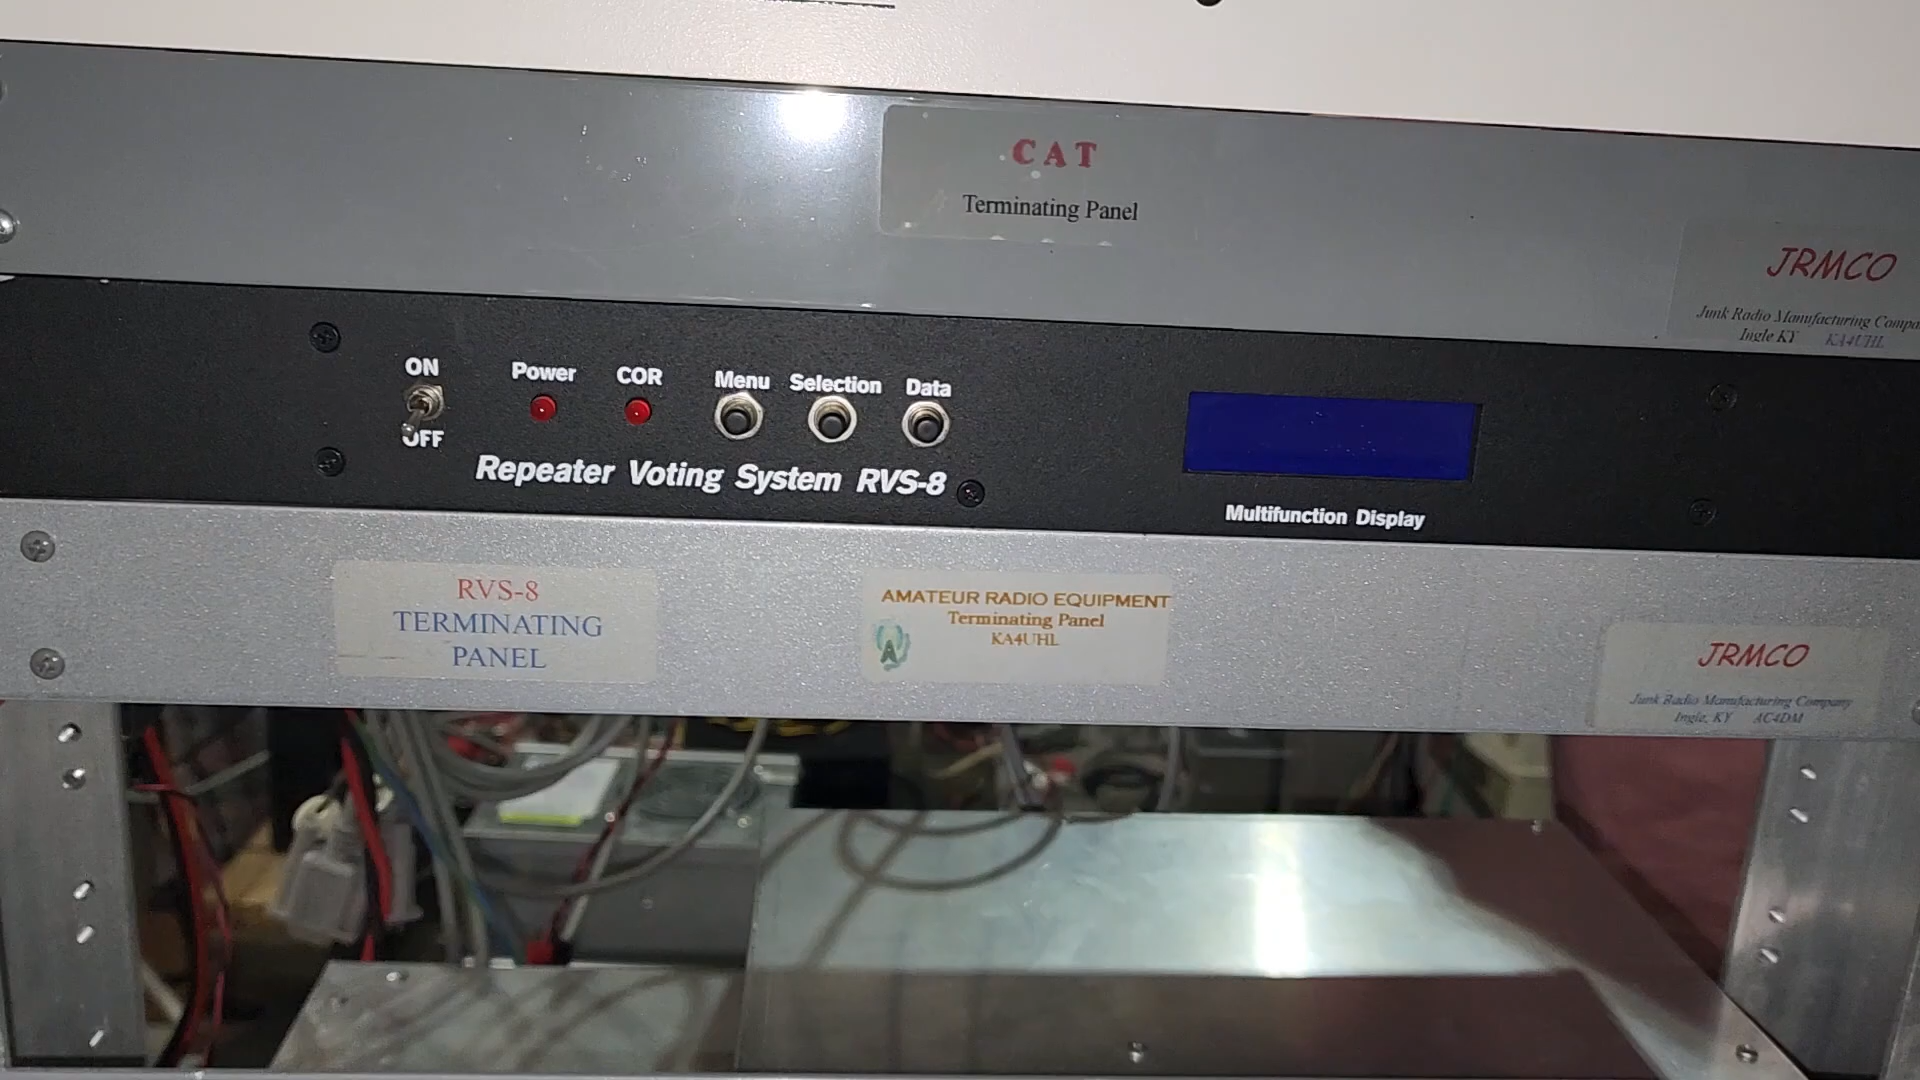 CAT
Terminating Panel
JRMCO
Junk Radio Manufacturing Compa
Ingle KY KA4UHL
ON
OFF
Power
COR
Menu
Selection
Data
Repeater Voting System RVS-8
Multifunction Display
RVS-8
TERMINATING
PANEL
AMATEUR RADIO EQUIPMENT
Terminating Panel
KA4UHL
A
JRMCO
Junk Radio Manufacturing Company
Ingle, KY AC4DM